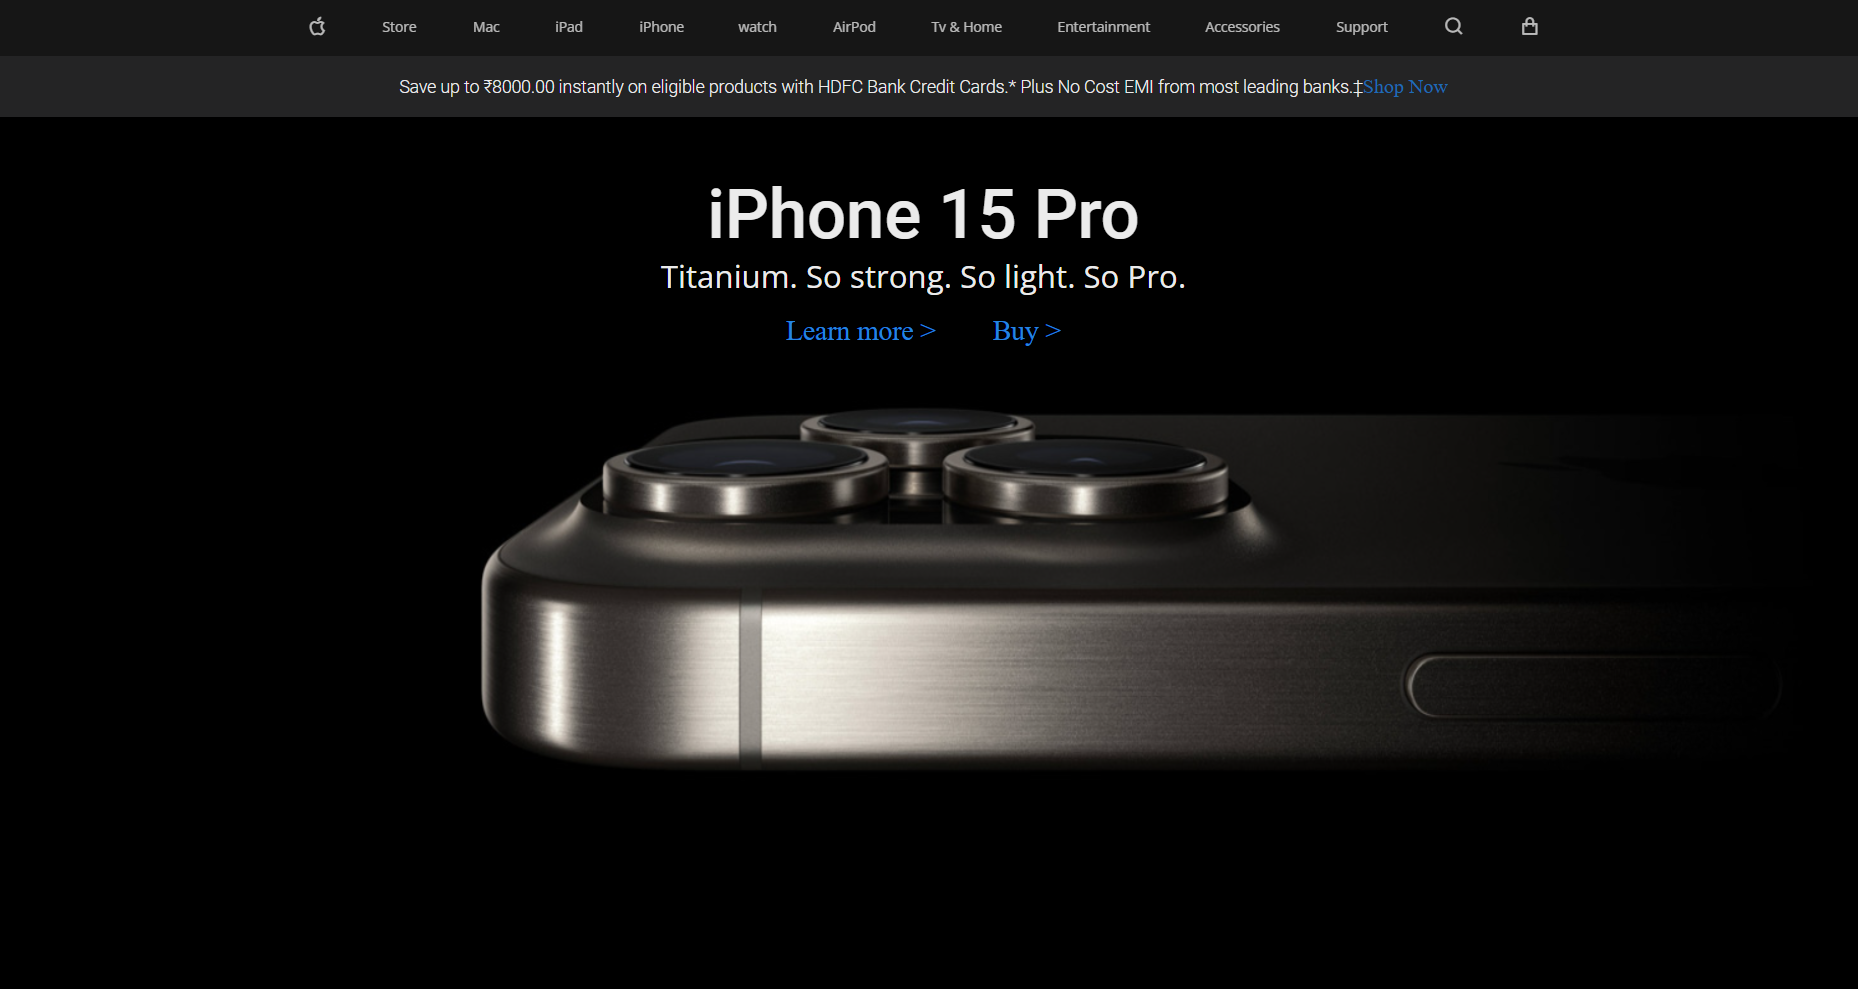 Store Mac iPad iPhone watch AirPod Tv & Home Entertainment Accessories Support
Save up to ₹8000.00 instantly on eligible products with HDFC Bank Credit Cards.* Plus No Cost EMI from most leading banks.‡Shop Now
iPhone 15 Pro
Titanium. So strong. So light. So Pro.
Learn more > Buy >